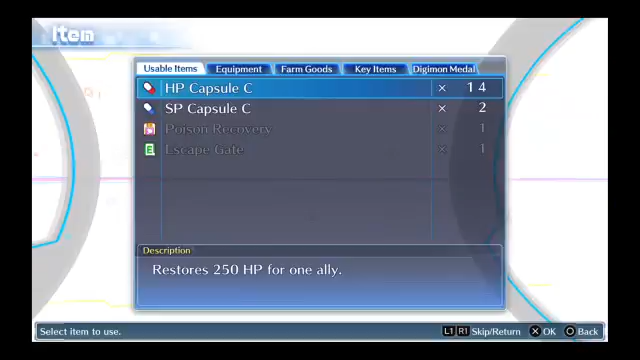 Item
Usable Items Equipment Farm Goods Key Items Digimon Medal
HP Capsule C × 14
SP Capsule C × 2
Poison Recovery × 1
Escape Gate × 1
Description
Restores 250 HP for one ally.
Select item to use. L1 R1 Skip/Return OK Back